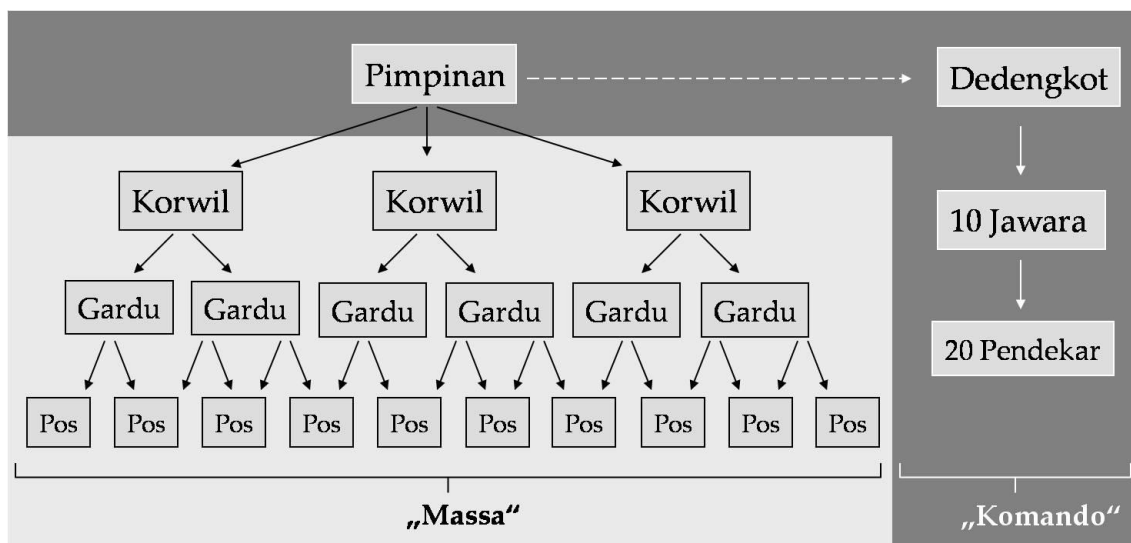 Pimpinan
Dedengkot
Korwil
Korwil
Korwil
10 Jawara
Gardu
Gardu
Gardu
Gardu
Gardu
Gardu
20 Pendekar
Pos
Pos
Pos
Pos
Pos
Pos
Pos
Pos
Pos
Pos
„Massa“
„Komando“